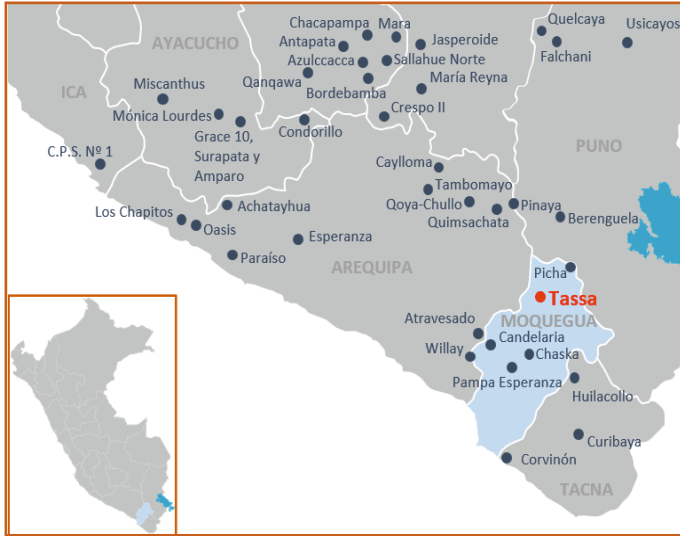 Chacapampa
Mara
Quelcaya
Usicayos
AYACUCHO
Antapata
Jasperoide
Falchani
Azulccacca
Sallahue Norte
Qanqawa
María Reyna
ICA
Miscanthus
Bordebamba
Mónica Lourdes
Crespo II
Grace 10,
Surapata y
Amparo
Condorillo
C.P.S. Nº 1
PUNO
Caylloma
Tambomayo
Qoya-Chullo
Pinaya
Quimsachata
Berenguela
Los Chapitos
Achatayhua
Oasis
Esperanza
Paraíso
AREQUIPA
Picha
Tassa
Atravesado
MOQUEGUA
Candelaria
Willay
Chaska
Pampa Esperanza
Huilacollo
Curibaya
Corvinón
TACNA